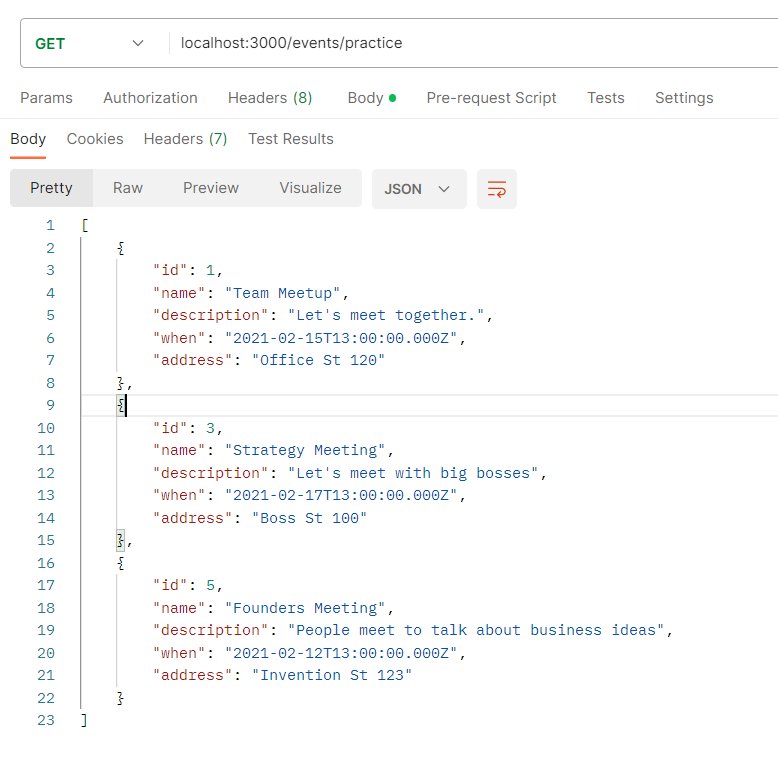 GET localhost:3000/events/practice
Params Authorization Headers (8) Body Pre-request Script Tests Settings
Body Cookies Headers (7) Test Results
Pretty Raw Preview Visualize JSON
1 [
2 {
3 "id": 1,
4 "name": "Team Meetup",
5 "description": "Let's meet together.",
6 "when": "2021-02-15T13:00:00.000Z",
7 "address": "Office St 120"
8 },
9 {
10 "id": 3,
11 "name": "Strategy Meeting",
12 "description": "Let's meet with big bosses",
13 "when": "2021-02-17T13:00:00.000Z",
14 "address": "Boss St 100"
15 },
16 {
17 "id": 5,
18 "name": "Founders Meeting",
19 "description": "People meet to talk about business ideas",
20 "when": "2021-02-12T13:00:00.000Z",
21 "address": "Invention St 123"
22 }
23 ]